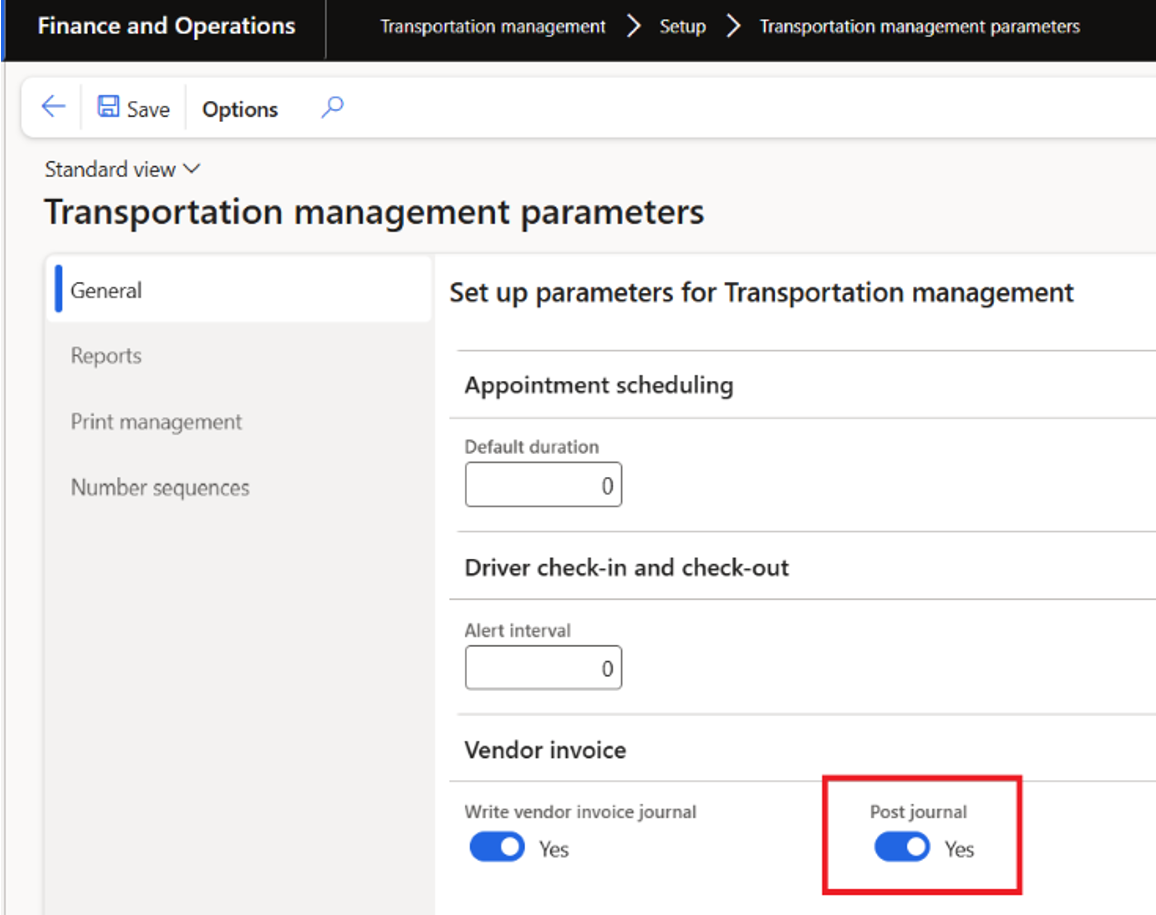 Finance and Operations
Transportation management > Setup > Transportation management parameters
Save Options
Standard view
Transportation management parameters
General
Reports
Print management
Number sequences
Set up parameters for Transportation management
Appointment scheduling
Default duration
0
Driver check-in and check-out
Alert interval
0
Vendor invoice
Write vendor invoice journal Post journal
Yes Yes